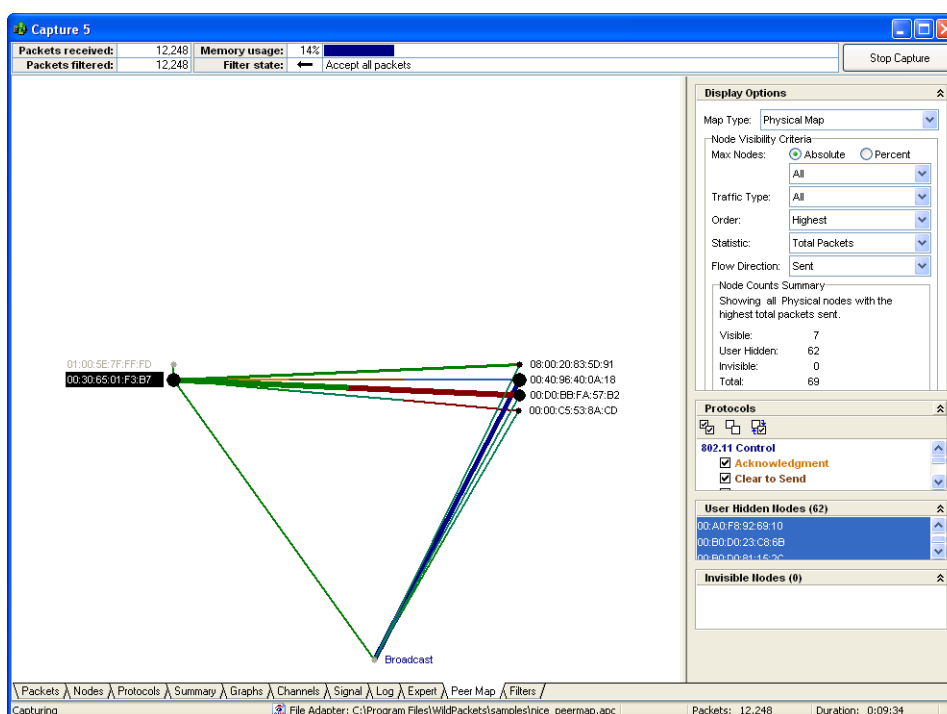 Capture 5
Packets received: 12,248 Memory usage: 14%
Packets filtered: 12,248 Filter state: Accept all packets
Stop Capture
Display Options
Map Type: Physical Map
Node Visibility Criteria
Max Nodes: Absolute Percent
All
Traffic Type: All
Order: Highest
Statistic: Total Packets
Flow Direction: Sent
Node Counts Summary
Showing all Physical nodes with the
highest total packets sent.
Visible: 7
User Hidden: 62
Invisible: 0
Total: 69
01:00:5E:7F:FF:FD
00:30:65:01:F3:B7
08:00:20:83:5D:91
00:40:96:40:0A:18
00:D0:BB:FA:57:B2
00:00:C5:53:8A:CD
Broadcast
Protocols
802.11 Control
Acknowledgment
Clear to Send
User Hidden Nodes (62)
00:A0:F8:92:69:10
00:B0:D0:23:C8:6B
00:B0:D0:81:15:2C
Invisible Nodes (0)
Packets Nodes Protocols Summary Graphs Channels Signal Log Expert Peer Map Filters
Capturing File Adapter: C:\Program Files\WildPackets\samples\nice_peermap.apc Packets: 12,248 Duration: 0:09:34